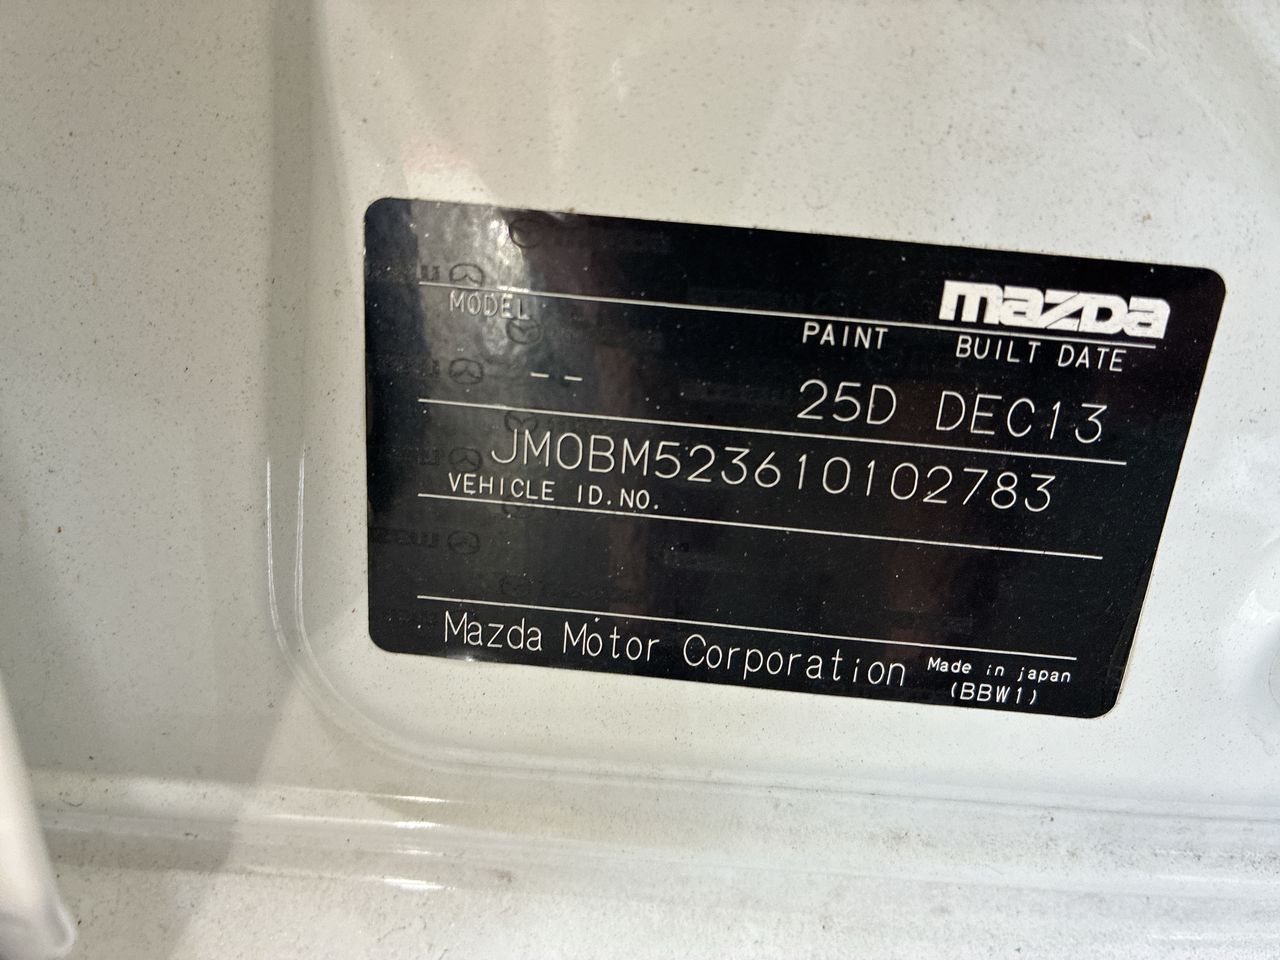 mazda
MODEL PAINT BUILT DATE
-- 25D DEC13
JM0BM523610102783
VEHICLE ID.NO.
Mazda Motor Corporation Made in japan
(BBW1)